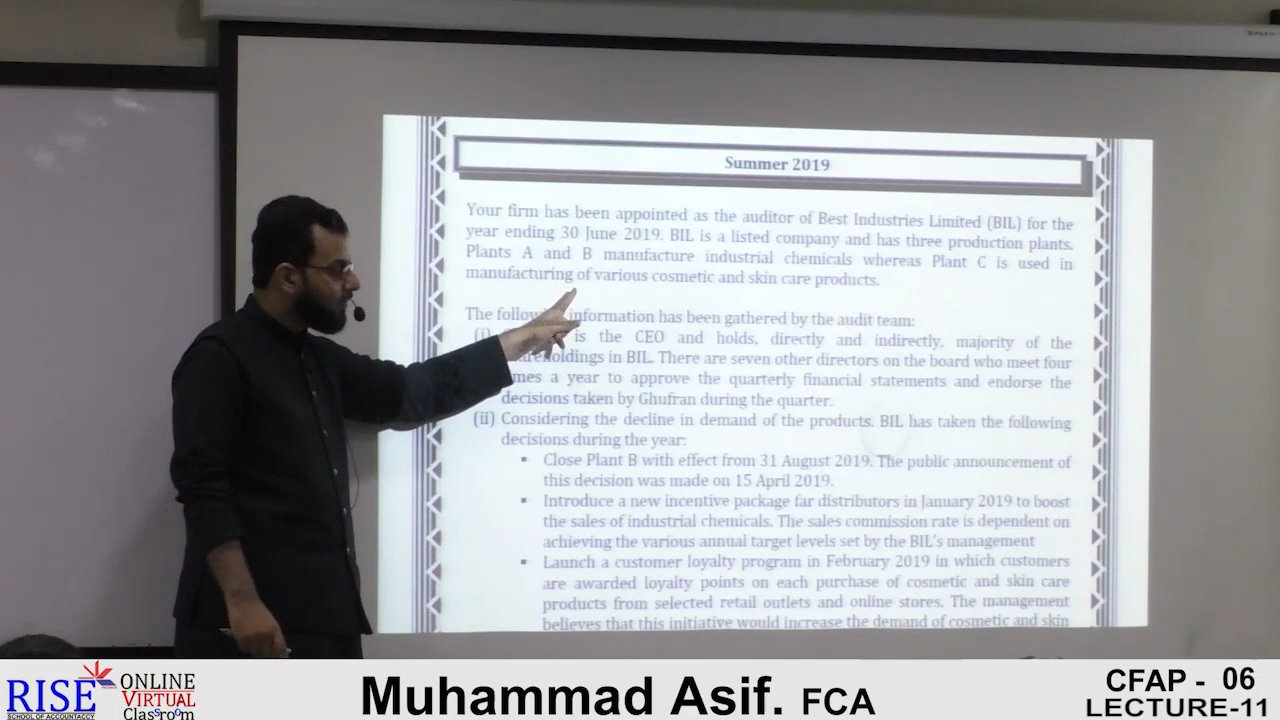 Summer 2019
Your firm has been appointed as the auditor of Best Industries Limited (BIL) for the
year ending 30 June 2019. BIL is a listed company and has three production plants.
Plants A and B manufacture industrial chemicals whereas Plant C is used in
manufacturing of various cosmetic and skin care products.
The information has been gathered by the audit team:
(i) is the CEO and holds, directly and indirectly, majority of the
in BIL. There are seven other directors on the board who meet four
a year to approve the quarterly financial statements and endorse the
decisions taken by Ghufran during the quarter.
(ii) Considering the decline in demand of the products. BIL has taken the following
decisions during the year:
▪ Close Plant B with effect from 31 August 2019. The public announcement of
this decision was made on 15 April 2019.
▪ Introduce a new incentive package far distributors in January 2019 to boost
the sales of industrial chemicals. The sales commission rate is dependent on
achieving the various annual target levels set by the BIL's management
▪ Launch a customer loyalty program in February 2019 in which customers
are awarded loyalty points on each purchase of cosmetic and skin care
products from selected retail outlets and online stores. The management
believes that this initiative would increase the demand of cosmetic and skin
RISE
SCHOOL OF ACCOUNTACY
ONLINE
VIRTUAL
Classroom
Muhammad Asif. FCA
CFAP - 06
LECTURE-11